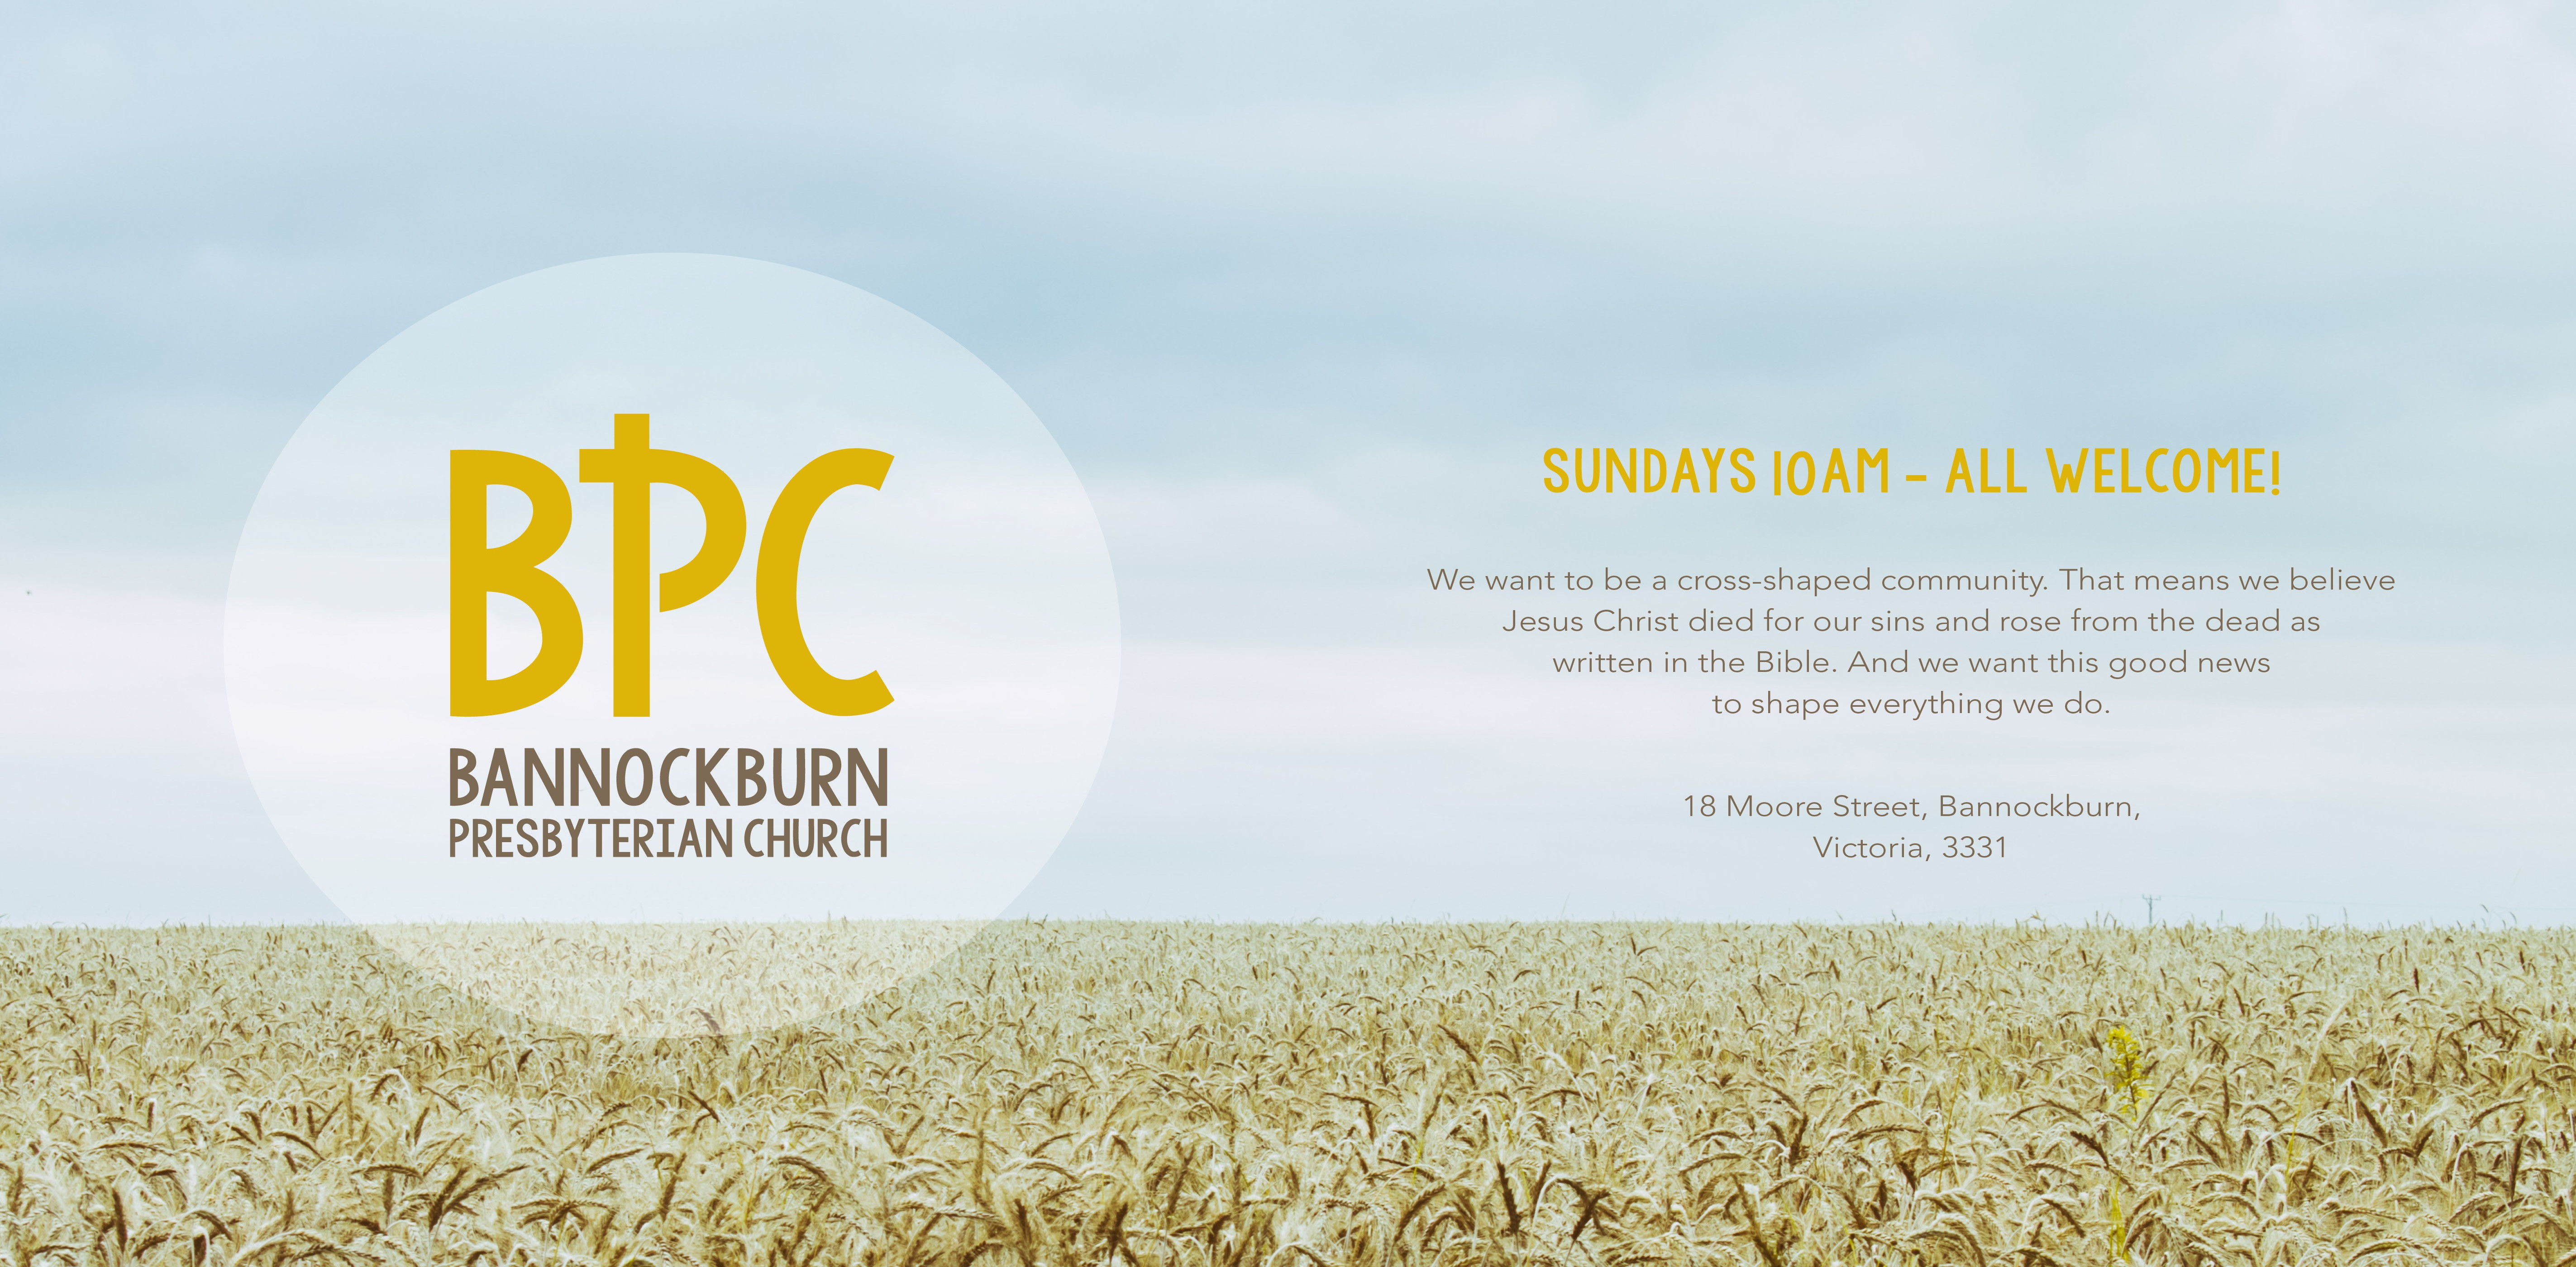 BPC
BANNOCKBURN
PRESBYTERIAN CHURCH
SUNDAYS 10AM - ALL WELCOME!
We want to be a cross-shaped community. That means we believe
Jesus Christ died for our sins and rose from the dead as
written in the Bible. And we want this good news
to shape everything we do.
18 Moore Street, Bannockburn,
Victoria, 3331